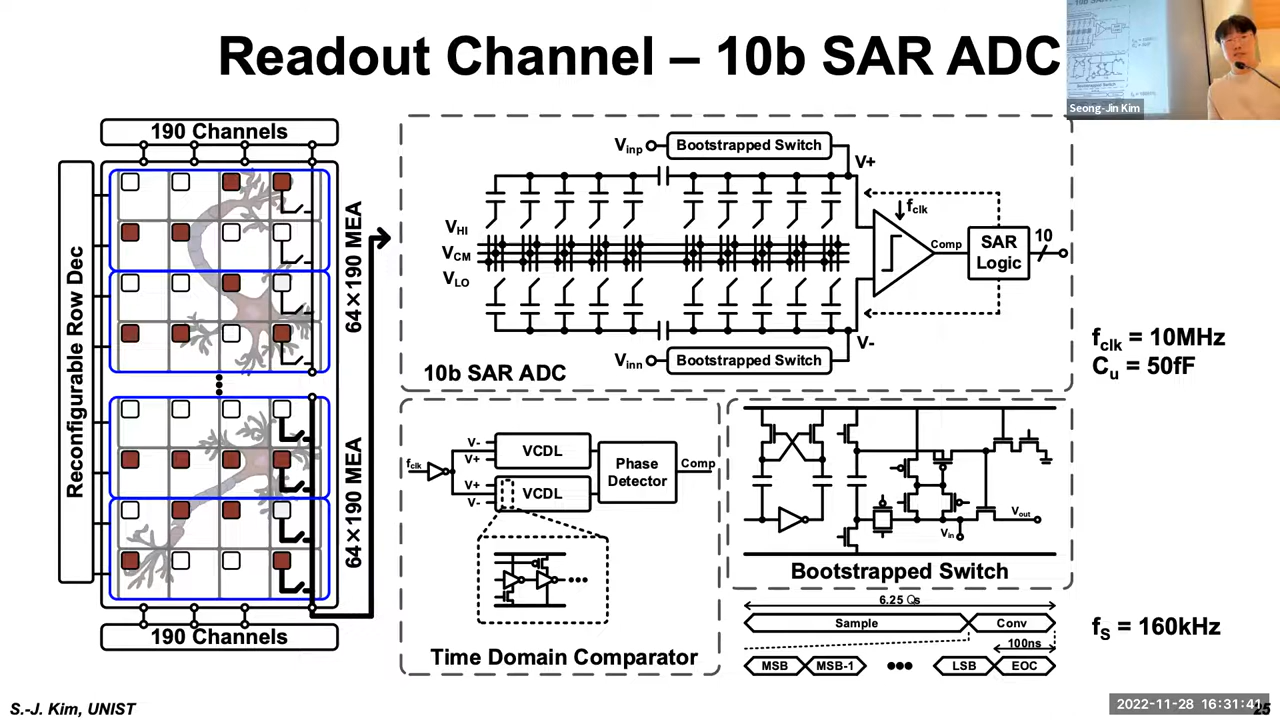 Readout Channel – 10b SAR ADC
Seong-Jin Kim
190 Channels
Reconfigurable Row Dec
64×190 MEA
64×190 MEA
190 Channels
Vinp
Bootstrapped Switch
V+
fclk
VHI
VCM
VLO
Comp
SAR
Logic
10
V-
Vinn
Bootstrapped Switch
10b SAR ADC
fclk = 10MHz
Cu = 50fF
fclk
V-
V+
VCDL
V+
V-
VCDL
Phase
Detector
Comp
Time Domain Comparator
Vin
Vout
Bootstrapped Switch
6.25 s
Sample
Conv
100ns
MSB
MSB-1
LSB
EOC
fS = 160kHz
S.-J. Kim, UNIST
2022-11-28 16:31:41
25